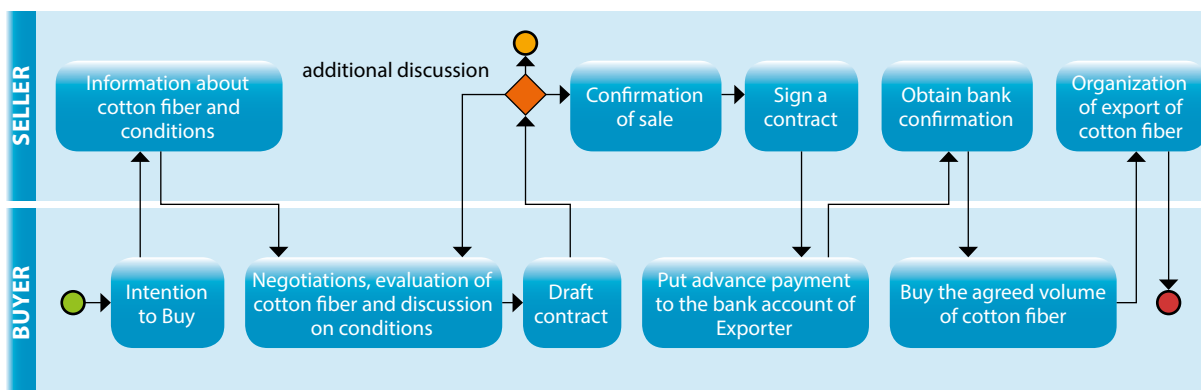 SELLER
Information about
cotton fiber and
conditions
additional discussion
Confirmation
of sale
Sign a
contract
Obtain bank
confirmation
Organization
of export of
cotton fiber
BUYER
Intention
to Buy
Negotiations, evaluation of
cotton fiber and discussion
on conditions
Draft
contract
Put advance payment
to the bank account of
Exporter
Buy the agreed volume
of cotton fiber